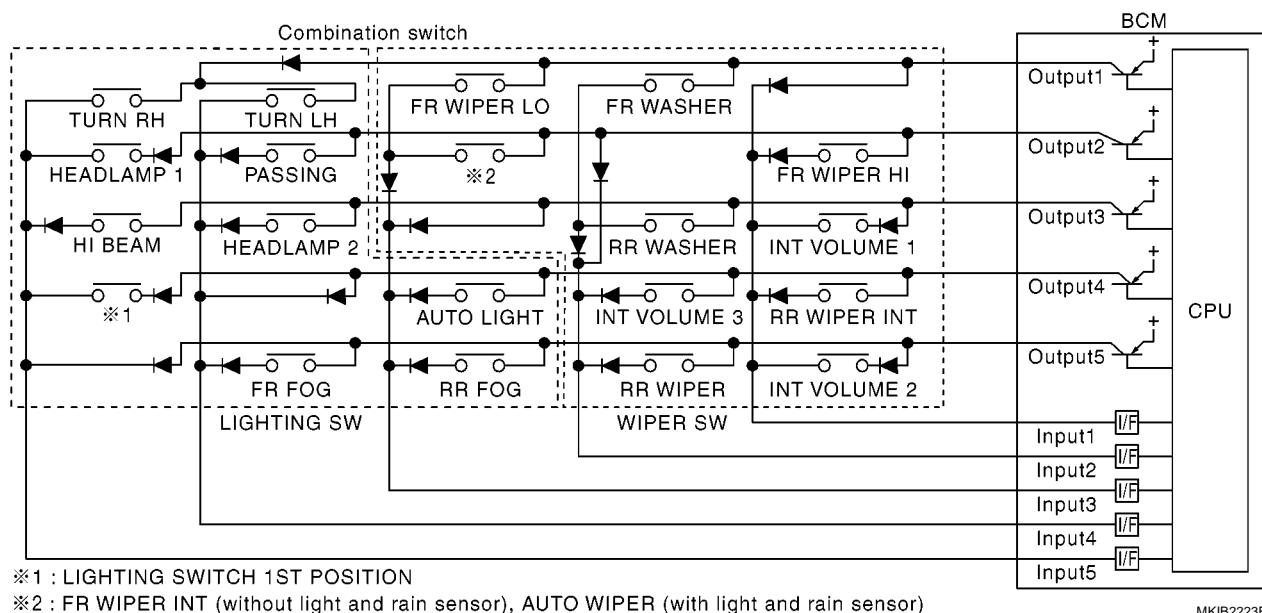 BCM
Combination switch
Output1
FR WIPER LO
FR WASHER
TURN RH
TURN LH
Output2
HEADLAMP 1
PASSING
※2
FR WIPER HI
Output3
HI BEAM
HEADLAMP 2
RR WASHER
INT VOLUME 1
Output4
※1
AUTO LIGHT
INT VOLUME 3
RR WIPER INT
CPU
Output5
FR FOG
RR FOG
RR WIPER
INT VOLUME 2
LIGHTING SW
WIPER SW
I/F
Input1
I/F
Input2
I/F
Input3
I/F
Input4
I/F
Input5
※1 : LIGHTING SWITCH 1ST POSITION
※2 : FR WIPER INT (without light and rain sensor), AUTO WIPER (with light and rain sensor)